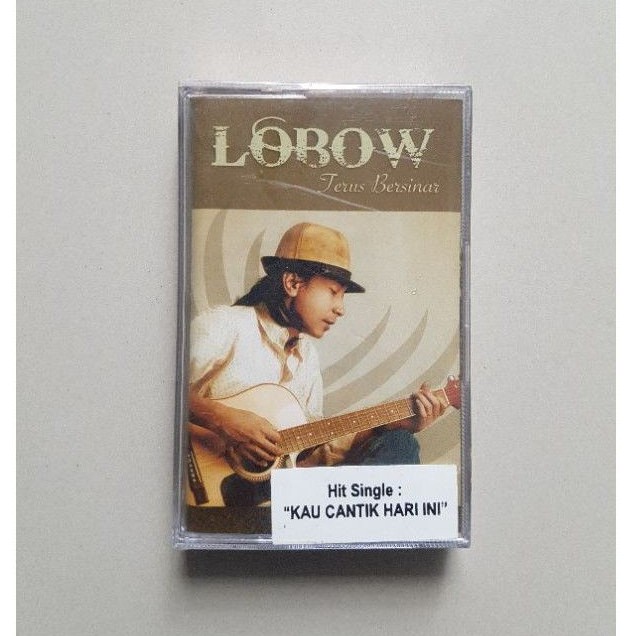 LOBOW
Terus Bersinar
Hit Single :
"KAU CANTIK HARI INI"